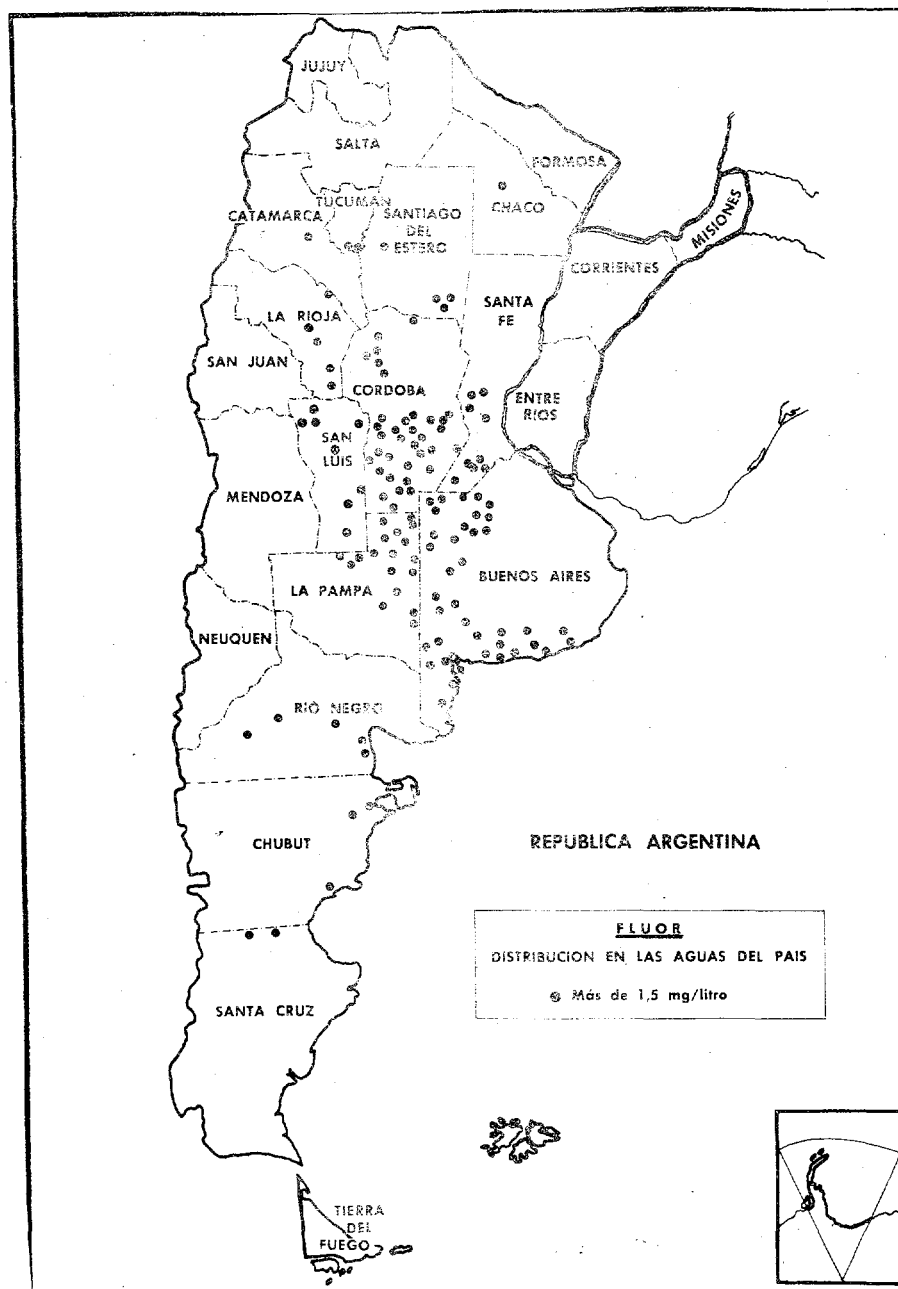 JUJUY
SALTA
FORMOSA
TUCUMAN
CATAMARCA
SANTIAGO
DEL
ESTERO
CHACO
MISIONES
CORRIENTES
LA RIOJA
SANTA
FE
SAN JUAN
CORDOBA
ENTRE
RIOS
SAN
LUIS
MENDOZA
BUENOS AIRES
LA PAMPA
NEUQUEN
RIO NEGRO
CHUBUT
REPUBLICA ARGENTINA
FLUOR
DISTRIBUCION EN LAS AGUAS DEL PAIS
Más de 1,5 mg/litro
SANTA CRUZ
TIERRA
DEL
FUEGO